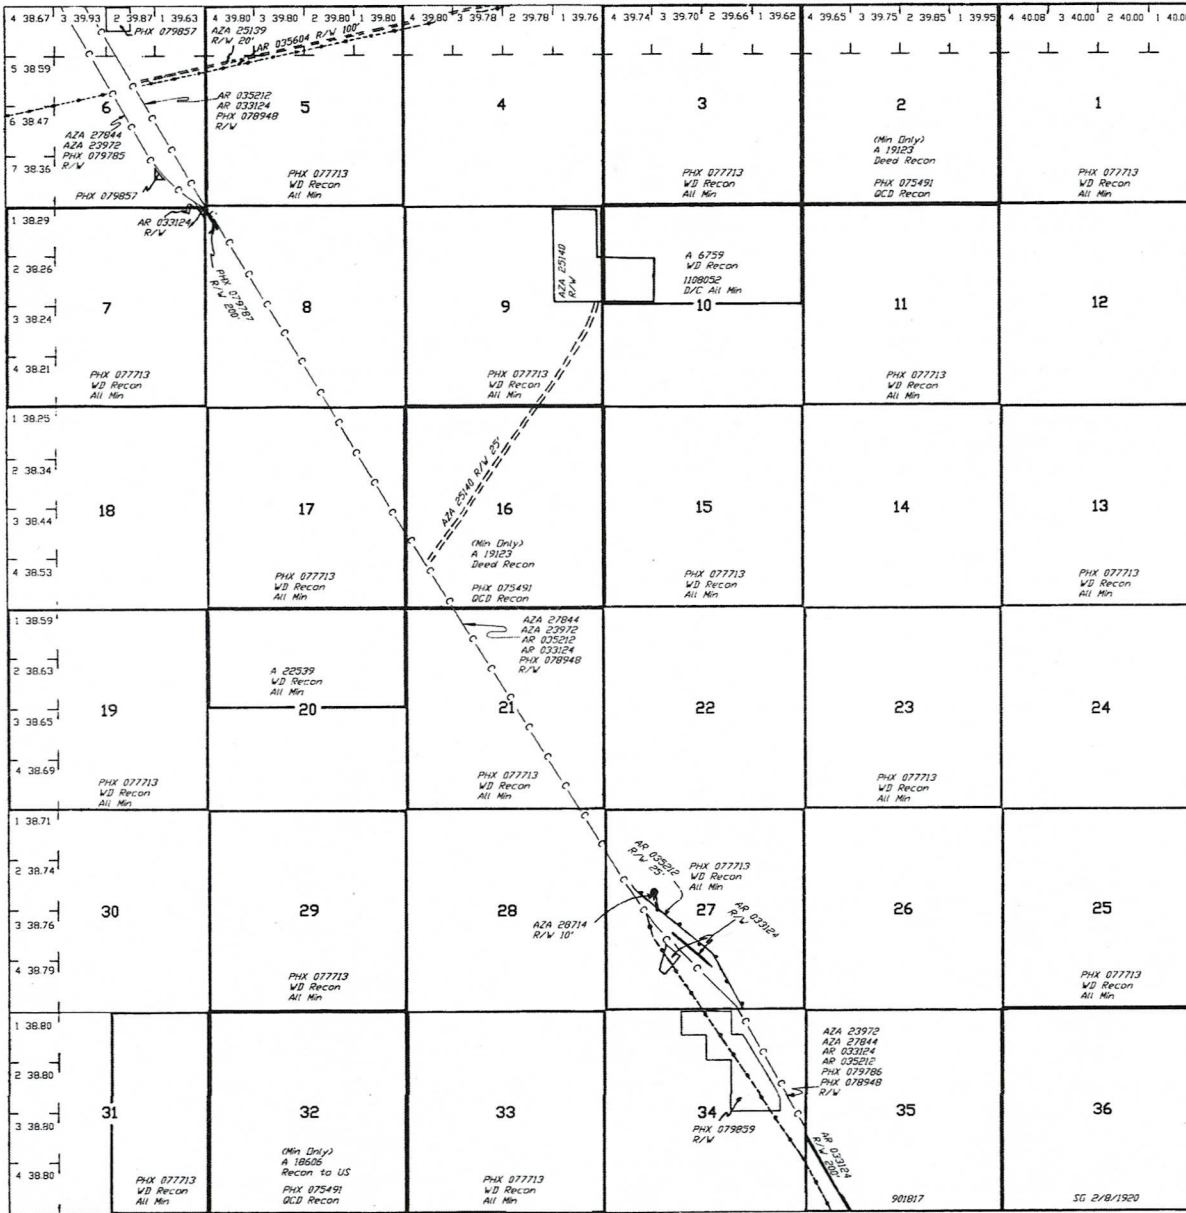 4 38.67 3 39.93 2 39.87 1 39.63 4 39.80 3 39.80 2 39.80 1 39.80 4 39.80 3 39.78 2 39.78 1 39.76 4 39.74 3 39.70 2 39.66 1 39.62 4 39.65 3 39.75 2 39.85 1 39.95 4 40.08 3 40.00 2 40.00 1 40.00
PHX 079857
AZA 25139
R/W 20'
AR 035604 R/W 100'
5 38.59
6 38.47
7 38.36
6
AR 035212
AR 033124
PHX 078948
R/W
AZA 27844
AZA 23972
PHX 079785
R/W
PHX 079857
5
PHX 077713
WD Recon
All Min
4
3
PHX 077713
WD Recon
All Min
2
(Min Only)
A 19123
Deed Recon
PHX 075491
QCD Recon
1
PHX 077713
WD Recon
All Min
1 38.29
2 38.26
3 38.24
4 38.21
AR 033124
R/W
PHX 079787
R/W 200'
7
PHX 077713
WD Recon
All Min
8
9
AZA 25140
R/W
PHX 077713
WD Recon
All Min
A 6759
WD Recon
1108052
D/C All Min
10
11
PHX 077713
WD Recon
All Min
12
1 38.25
2 38.34
3 38.44
4 38.53
18
17
PHX 077713
WD Recon
All Min
AZA 25140 R/W 25'
16
(Min Only)
A 19123
Deed Recon
PHX 075491
QCD Recon
15
PHX 077713
WD Recon
All Min
14
13
PHX 077713
WD Recon
All Min
1 38.59
2 38.63
3 38.65
4 38.69
19
PHX 077713
WD Recon
All Min
A 22539
WD Recon
All Min
20
AZA 27844
AZA 23972
AR 035212
AR 033124
PHX 078948
R/W
21
PHX 077713
WD Recon
All Min
22
23
PHX 077713
WD Recon
All Min
24
1 38.71
2 38.74
3 38.76
4 38.79
30
29
PHX 077713
WD Recon
All Min
28
AZA 28714
R/W 10'
AR 035212
R/W 25'
PHX 077713
WD Recon
All Min
27
AR 033124
R/W
26
25
PHX 077713
WD Recon
All Min
1 38.80
2 38.80
3 38.80
4 38.80
31
PHX 077713
WD Recon
All Min
32
(Min Only)
A 18606
Recon to US
PHX 075491
QCD Recon
33
PHX 077713
WD Recon
All Min
34
PHX 079859
R/W
AZA 23972
AZA 27844
AR 033124
AR 035212
PHX 079786
PHX 078948
R/W
35
AR 033124
R/W 200'
901817
36
SG 2/8/1920